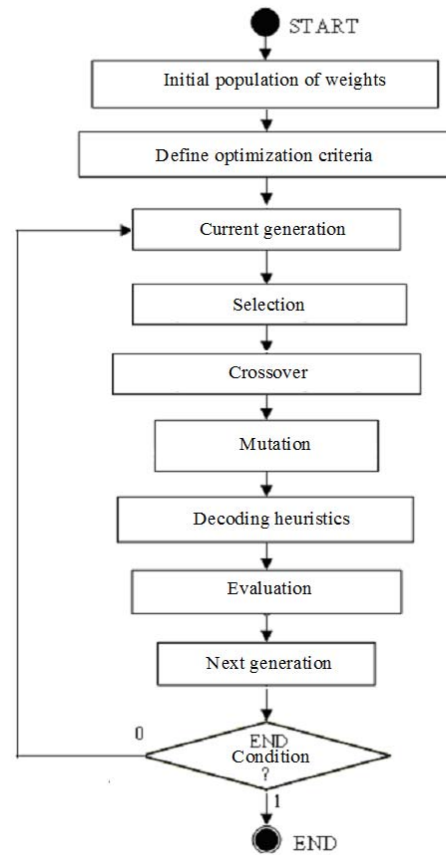 START
Initial population of weights
Define optimization criteria
Current generation
Selection
Crossover
Mutation
Decoding heuristics
Evaluation
Next generation
0
END
Condition
?
1
END